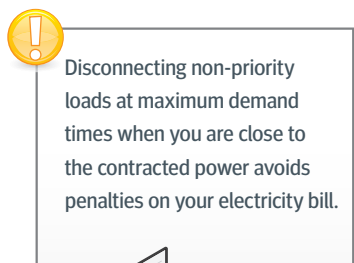 Disconnecting non-priority
loads at maximum demand
times when you are close to
the contracted power avoids
penalties on your electricity bill.